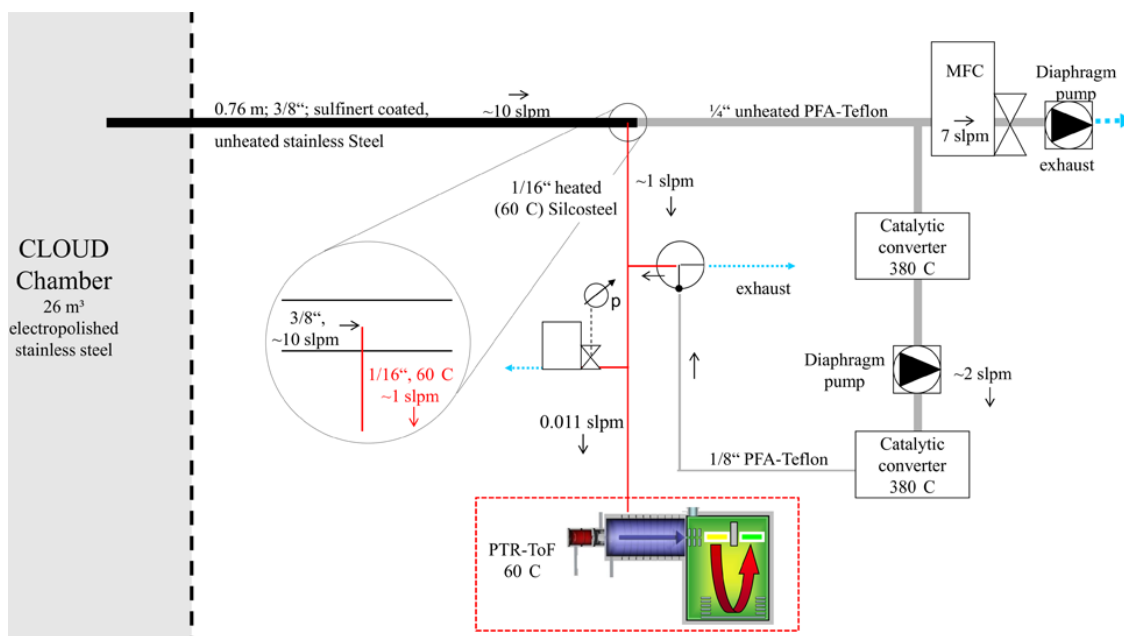 0.76 m; 3/8“; sulfinert coated,
unheated stainless Steel
~10 slpm
¼“ unheated PFA-Teflon
MFC
7 slpm
Diaphragm
pump
exhaust
1/16“ heated
(60 C) Silcosteel
~1 slpm
CLOUD
Chamber
26 m³
electropolished
stainless steel
Catalytic
converter
380 C
exhaust
p
3/8“,
~10 slpm
1/16“, 60 C
~1 slpm
Diaphragm
pump
~2 slpm
0.011 slpm
1/8“ PFA-Teflon
Catalytic
converter
380 C
PTR-ToF
60 C